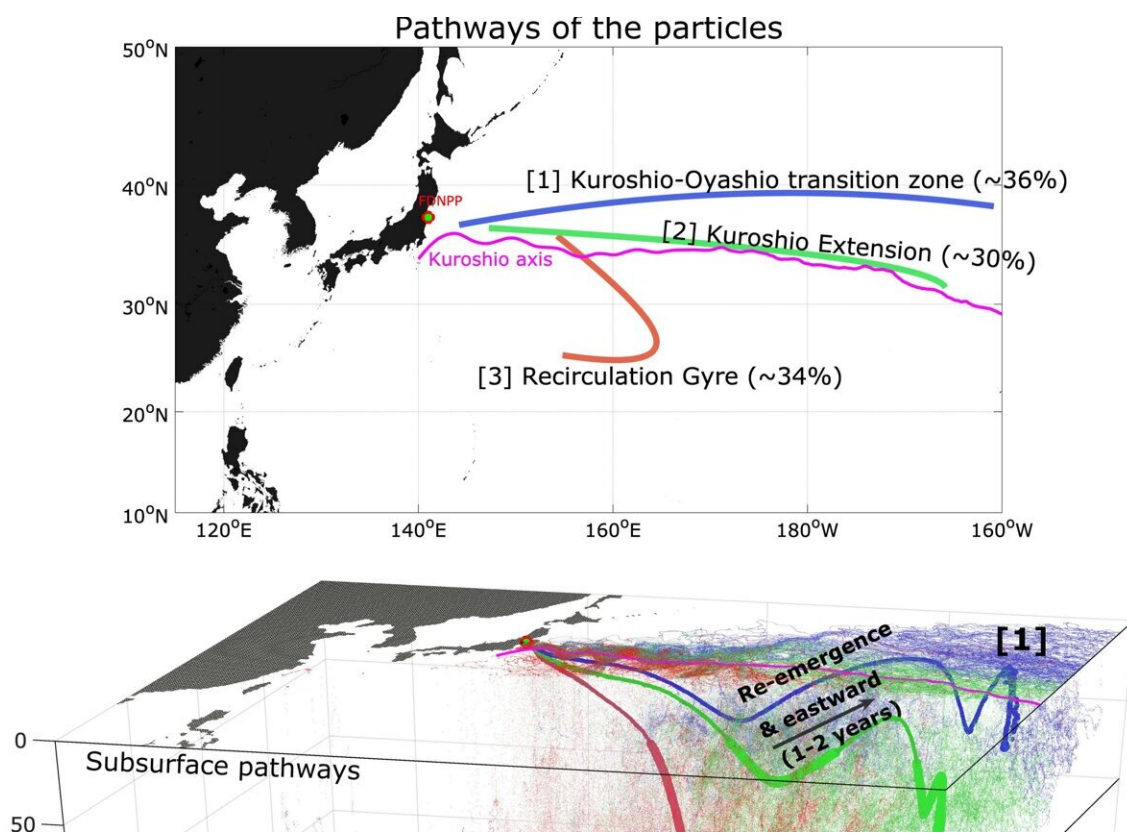 Pathways of the particles
50°N
[1] Kuroshio-Oyashio transition zone (~36%)
40°N
FDNPP
[2] Kuroshio Extension (~30%)
Kuroshio axis
30°N
[3] Recirculation Gyre (~34%)
20°N
10°N
120°E
140°E
160°E
180°W
160°W
[1]
Re-emergence
& eastward
(1-2 years)
0
Subsurface pathways
50